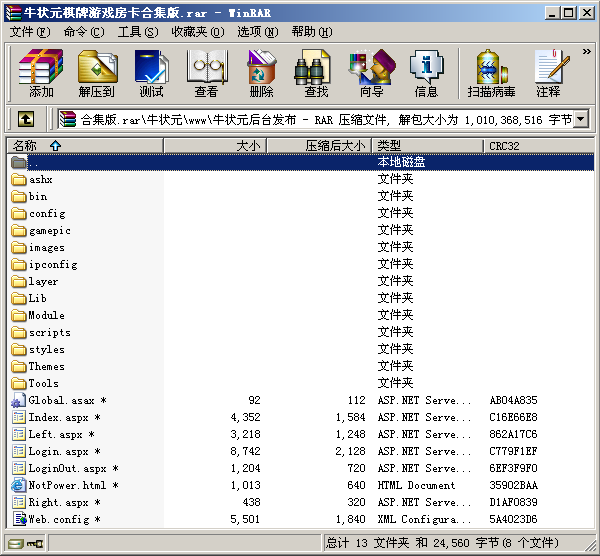 牛状元棋牌游戏房卡合集版.rar - WinRAR
文件(F) 命令(C) 工具(S) 收藏夹(O) 选项(N) 帮助(H)
添加 解压到 测试 查看 删除 查找 向导 信息 扫描病毒 注释 »
合集版.rar\牛状元\www\牛状元后台发布 - RAR 压缩文件, 解包大小为 1,010,368,516 字节
名称 大小 压缩后大小 类型 CRC32
.. 本地磁盘
ashx 文件夹
bin 文件夹
config 文件夹
gamepic 文件夹
images 文件夹
ipconfig 文件夹
layer 文件夹
Lib 文件夹
Module 文件夹
scripts 文件夹
styles 文件夹
Themes 文件夹
Tools 文件夹
Global.asax * 92 112 ASP.NET Serve... AB04A835
Index.aspx * 4,352 1,584 ASP.NET Serve... C16E66E8
Left.aspx * 3,218 1,248 ASP.NET Serve... 862A17C6
Login.aspx * 8,742 2,128 ASP.NET Serve... C779F1EF
LoginOut.aspx * 1,204 720 ASP.NET Serve... 6EF3F9F0
NotPower.html * 1,013 640 HTML Document 35902BAA
Right.aspx * 438 320 ASP.NET Serve... D1AF0839
Web.config * 5,501 1,840 XML Configura... 5A4023D6
总计 13 文件夹 和 24,560 字节(8 个文件)